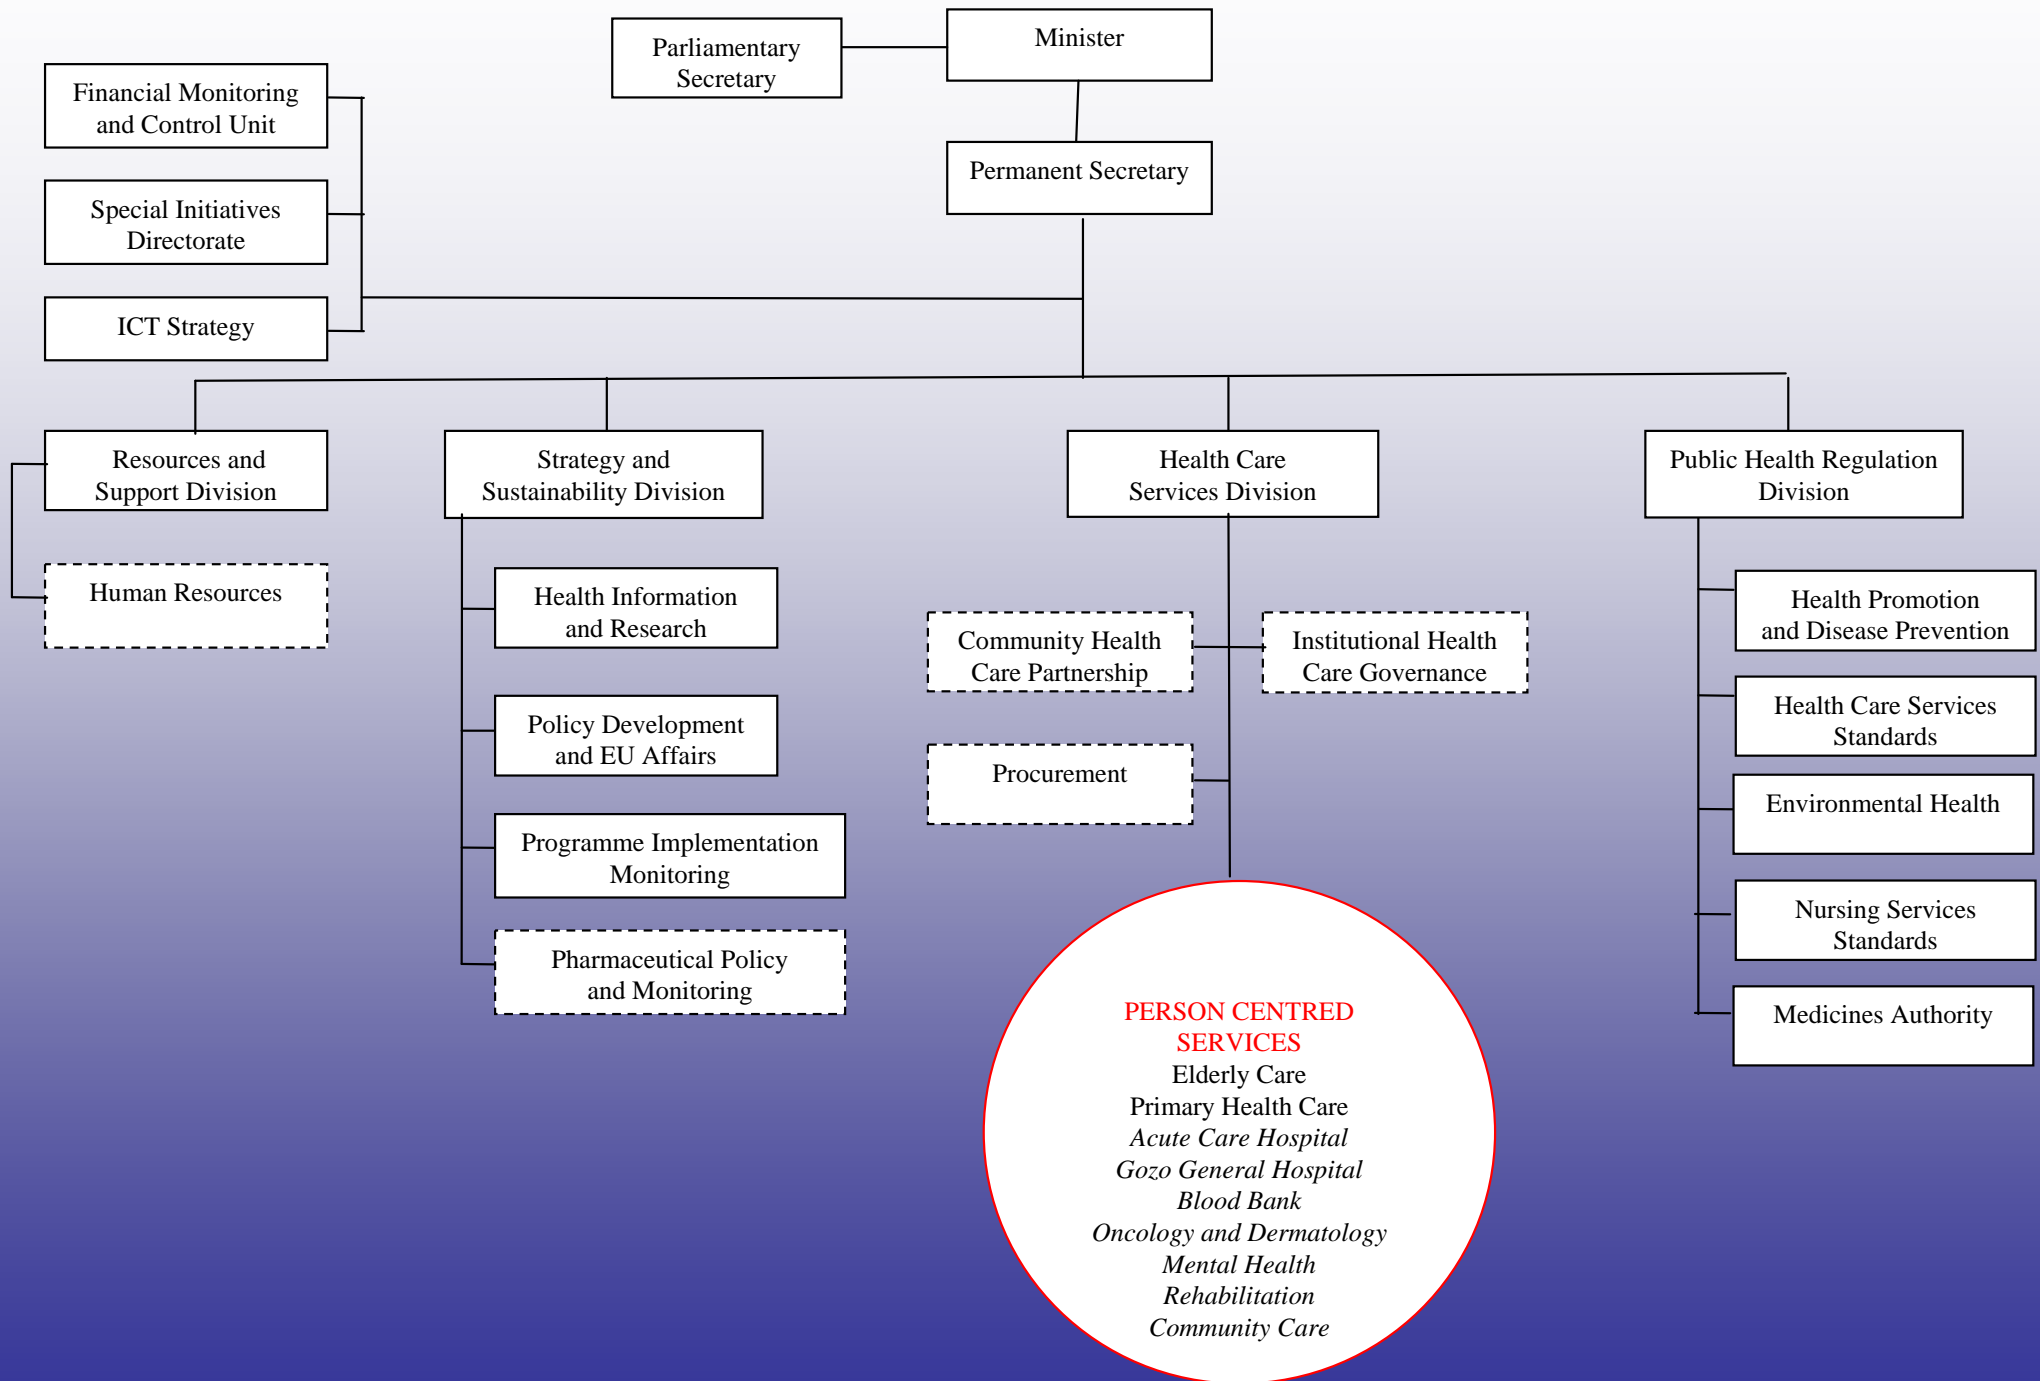 Parliamentary
Secretary
Minister
Financial Monitoring
and Control Unit
Permanent Secretary
Special Initiatives
Directorate
ICT Strategy
Resources and
Support Division
Strategy and
Sustainability Division
Health Care
Services Division
Public Health Regulation
Division
Human Resources
Health Information
and Research
Policy Development
and EU Affairs
Programme Implementation
Monitoring
Pharmaceutical Policy
and Monitoring
Community Health
Care Partnership
Institutional Health
Care Governance
Procurement
PERSON CENTRED
SERVICES
Elderly Care
Primary Health Care
Acute Care Hospital
Gozo General Hospital
Blood Bank
Oncology and Dermatology
Mental Health
Rehabilitation
Community Care
Health Promotion
and Disease Prevention
Health Care Services
Standards
Environmental Health
Nursing Services
Standards
Medicines Authority